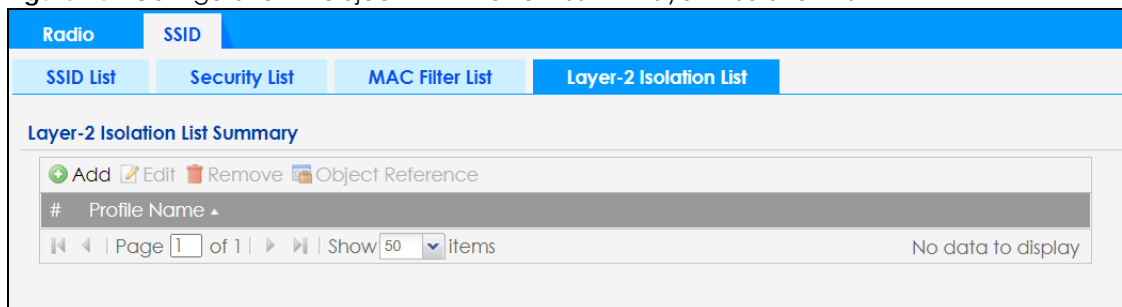 Radio SSID
SSID List Security List MAC Filter List Layer-2 Isolation List
Layer-2 Isolation List Summary
Add Edit Remove Object Reference
# Profile Name
Page 1 of 1 Show 50 items No data to display